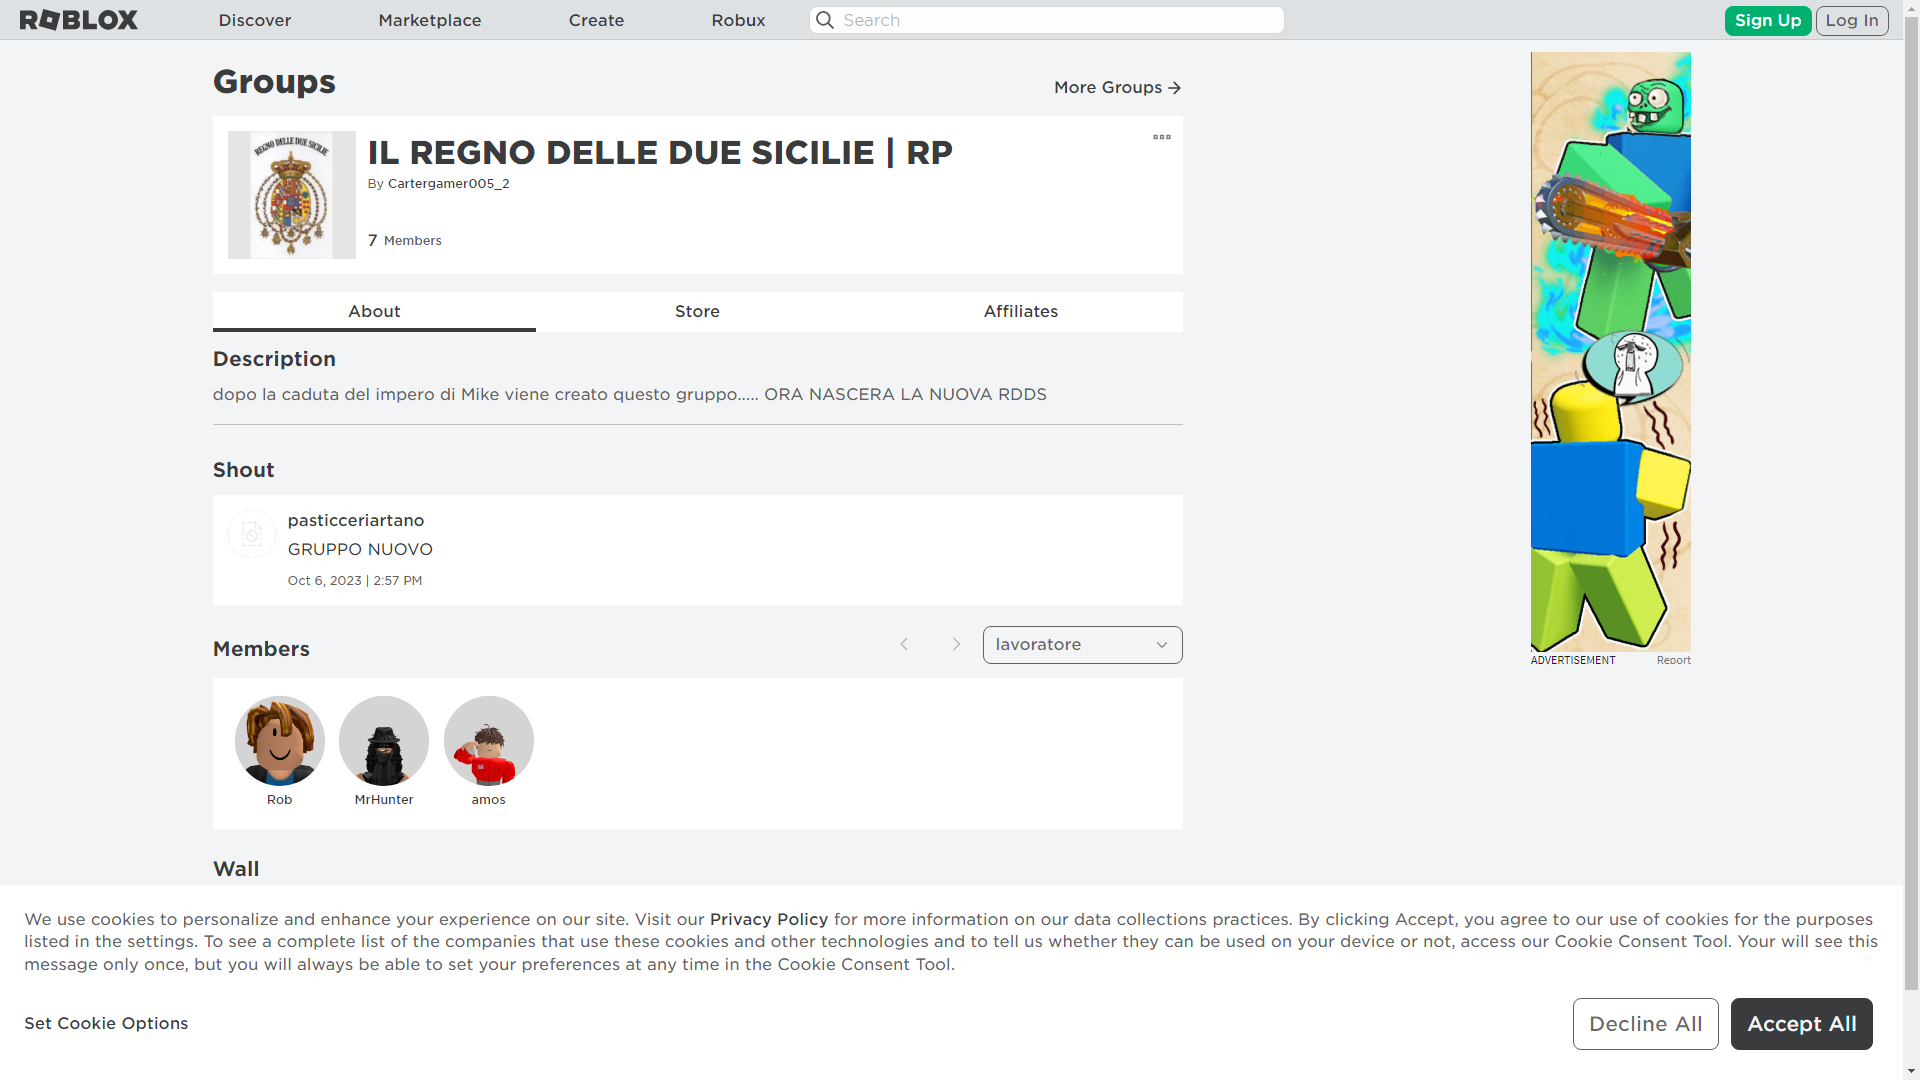 ROBLOX
Discover
Marketplace
Create
Robux
Search
Sign Up
Log In
Groups
More Groups
REGNO DELLE DUE SICILIE
IL REGNO DELLE DUE SICILIE | RP
By Cartergamer005_2
7 Members
About
Store
Affiliates
Description
dopo la caduta del impero di Mike viene creato questo gruppo..... ORA NASCERA LA NUOVA RDDS
Shout
pasticceriartano
GRUPPO NUOVO
Oct 6, 2023 | 2:57 PM
ADVERTISEMENT
Report
Members
lavoratore
Rob
MrHunter
amos
Wall
We use cookies to personalize and enhance your experience on our site. Visit our Privacy Policy for more information on our data collections practices. By clicking Accept, you agree to our use of cookies for the purposes
listed in the settings. To see a complete list of the companies that use these cookies and other technologies and to tell us whether they can be used on your device or not, access our Cookie Consent Tool. Your will see this
message only once, but you will always be able to set your preferences at any time in the Cookie Consent Tool.
Set Cookie Options
Decline All
Accept All